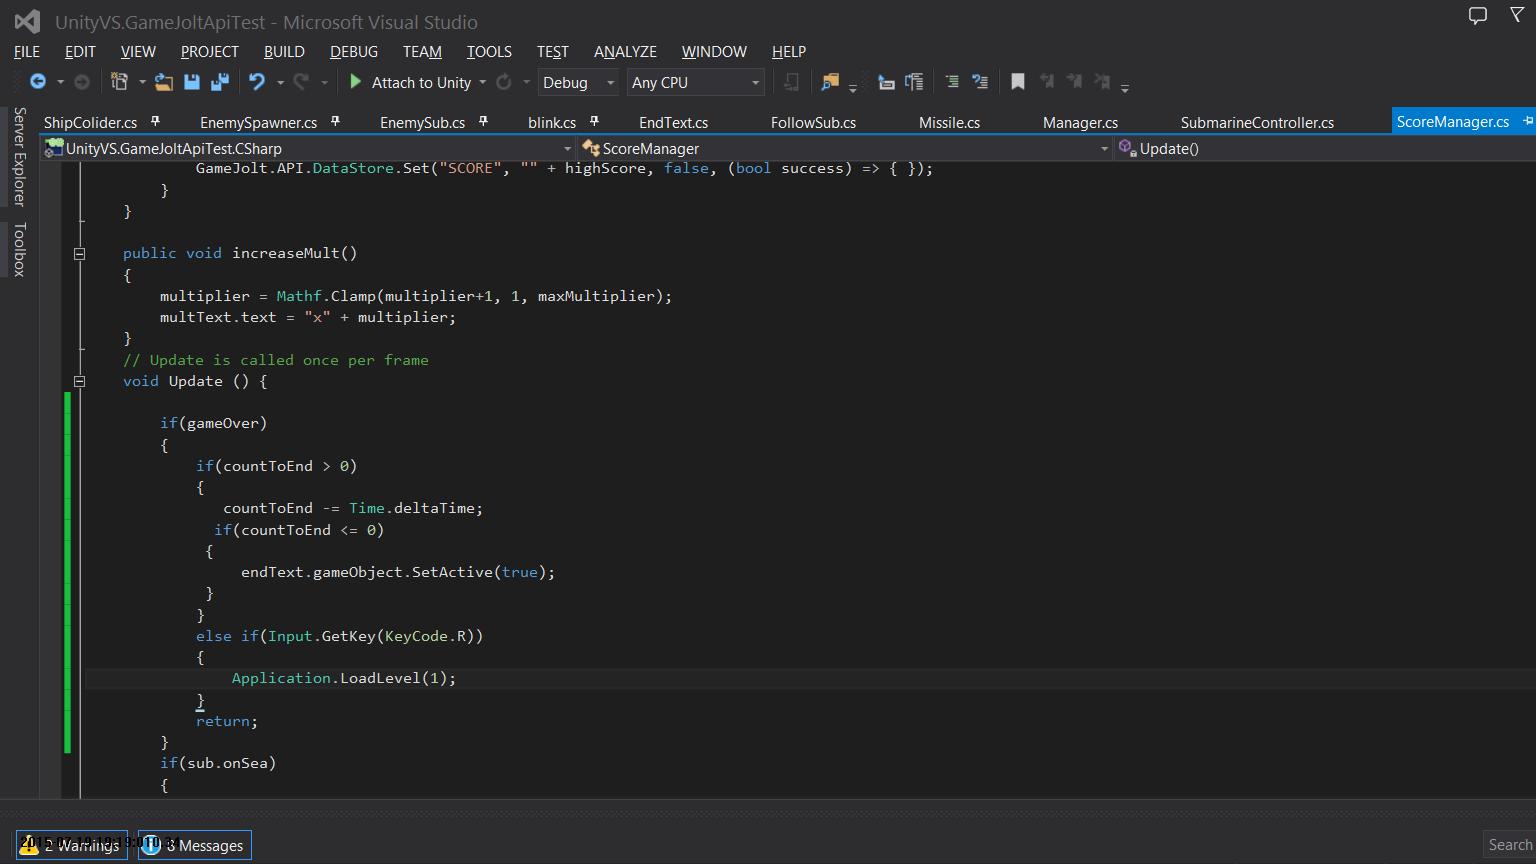 UnityVS.GameJoltApiTest - Microsoft Visual Studio
FILE EDIT VIEW PROJECT BUILD DEBUG TEAM TOOLS TEST ANALYZE WINDOW HELP
Attach to Unity Debug Any CPU
Server Explorer
Toolbox
ShipColider.cs EnemySpawner.cs EnemySub.cs blink.cs EndText.cs FollowSub.cs Missile.cs Manager.cs SubmarineController.cs ScoreManager.cs
UnityVS.GameJoltApiTest.CSharp ScoreManager Update()
GameJolt.API.DataStore.Set("SCORE", "" + highScore, false, (bool success) => { });
}
}
public void increaseMult()
{
multiplier = Mathf.Clamp(multiplier+1, 1, maxMultiplier);
multText.text = "x" + multiplier;
}
// Update is called once per frame
void Update () {
if(gameOver)
{
if(countToEnd > 0)
{
countToEnd -= Time.deltaTime;
if(countToEnd <= 0)
{
endText.gameObject.SetActive(true);
}
}
else if(Input.GetKey(KeyCode.R))
{
Application.LoadLevel(1);
}
return;
}
if(sub.onSea)
{
2 Warnings 8 Messages
Search